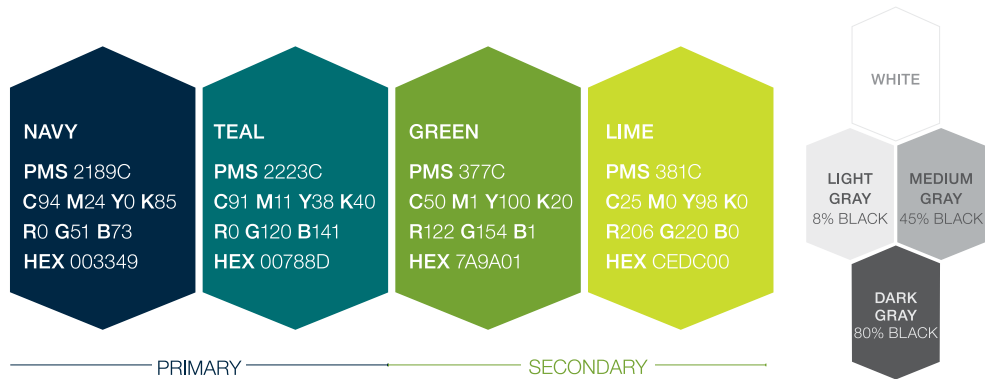 NAVY
PMS 2189C
C94 M24 Y0 K85
R0 G51 B73
HEX 003349
TEAL
PMS 2223C
C91 M11 Y38 K40
R0 G120 B141
HEX 00788D
GREEN
PMS 377C
C50 M1 Y100 K20
R122 G154 B1
HEX 7A9A01
LIME
PMS 381C
C25 M0 Y98 K0
R206 G220 B0
HEX CEDC00
PRIMARY
SECONDARY
WHITE
LIGHT
GRAY
8% BLACK
MEDIUM
GRAY
45% BLACK
DARK
GRAY
80% BLACK